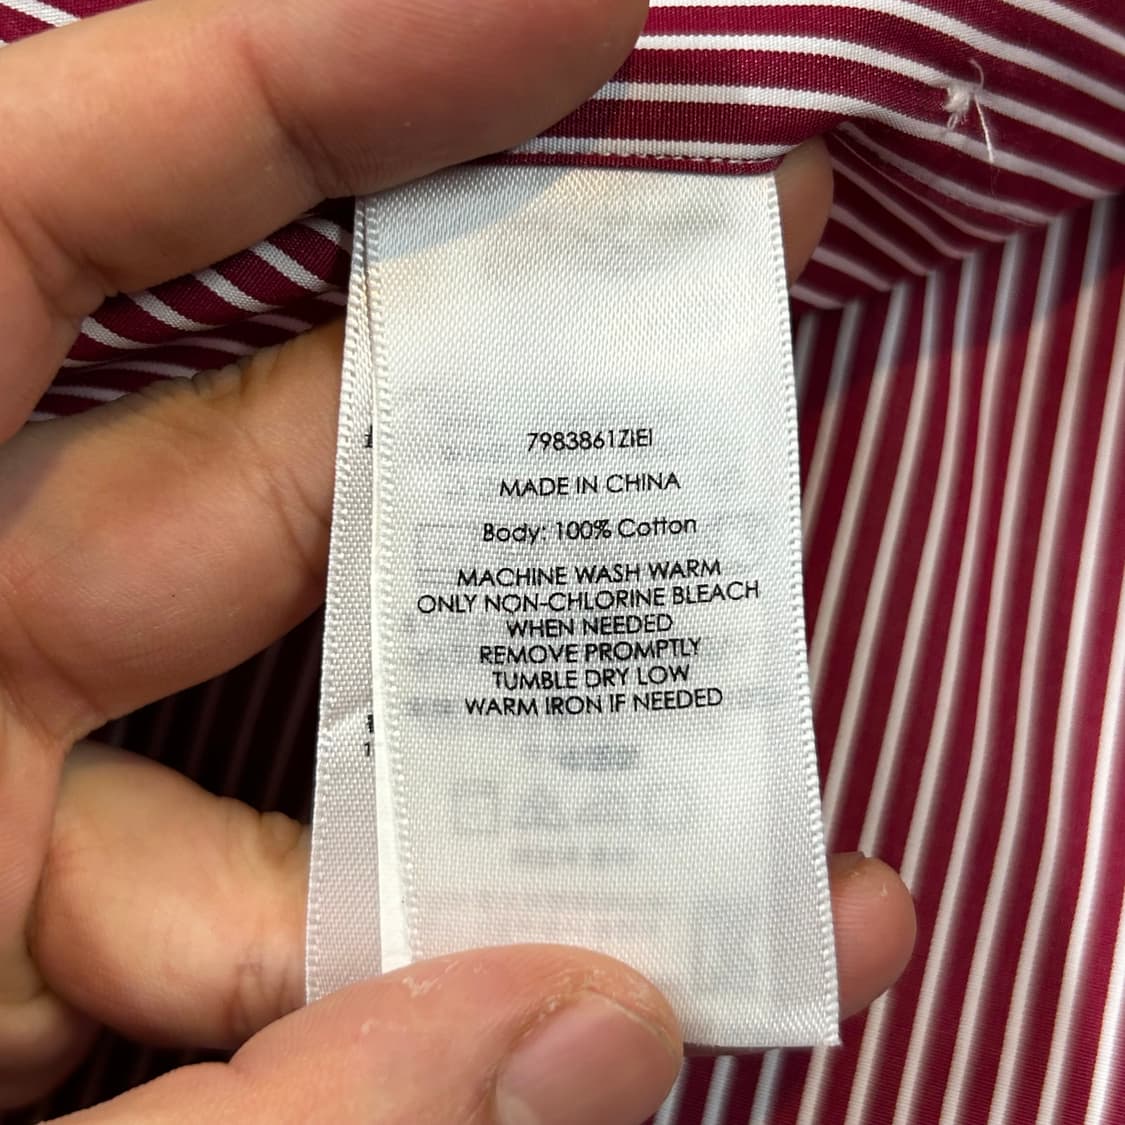 7983861ZIEI
MADE IN CHINA
Body: 100% Cotton
MACHINE WASH WARM
ONLY NON-CHLORINE BLEACH
WHEN NEEDED
REMOVE PROMPTLY
TUMBLE DRY LOW
WARM IRON IF NEEDED